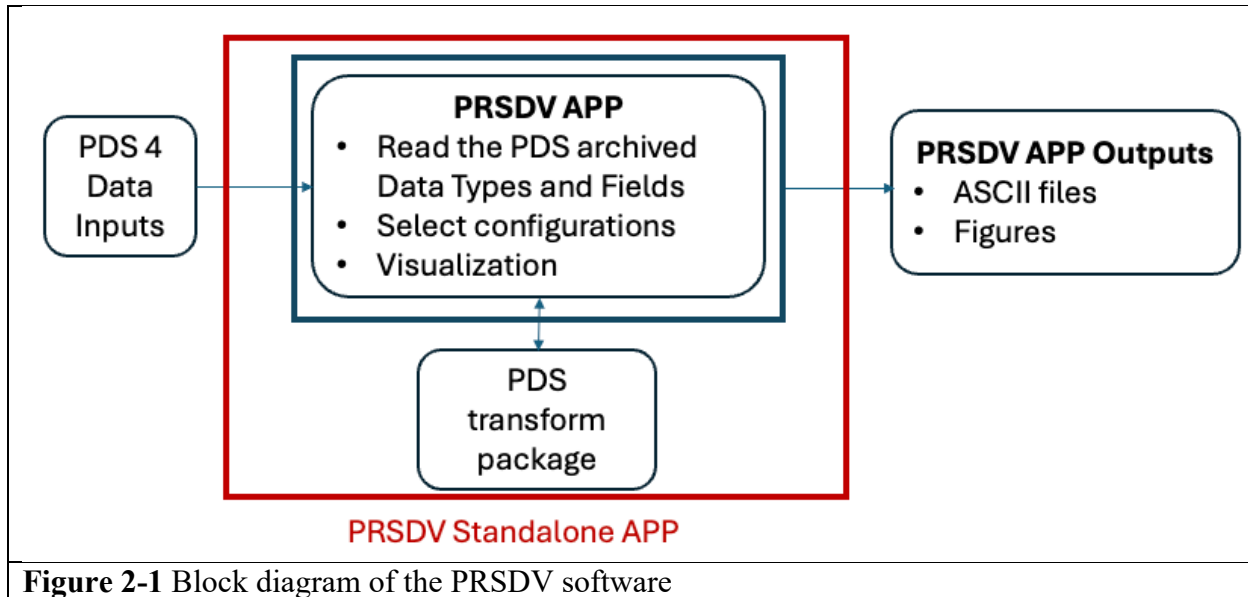 PDS 4
Data
Inputs
PRSDV APP
• Read the PDS archived
Data Types and Fields
• Select configurations
• Visualization
PRSDV APP Outputs
• ASCII files
• Figures
PDS
transform
package
PRSDV Standalone APP
Figure 2-1 Block diagram of the PRSDV software